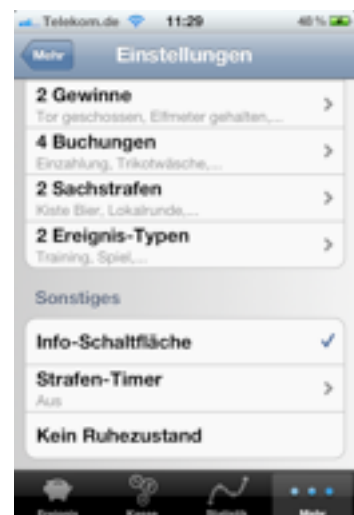 Telekom.de 11:29 48 %
Mehr Einstellungen
2 Gewinne
Tor geschossen, Elfmeter gehalten,...
4 Buchungen
Einzahlung, Trikotwäsche,...
2 Sachstrafen
Kiste Bier, Lokalrunde,...
2 Ereignis-Typen
Training, Spiel,...
Sonstiges
Info-Schaltfläche
Strafen-Timer
Aus
Kein Ruhezustand
Ereignis Kasse Statistik Mehr